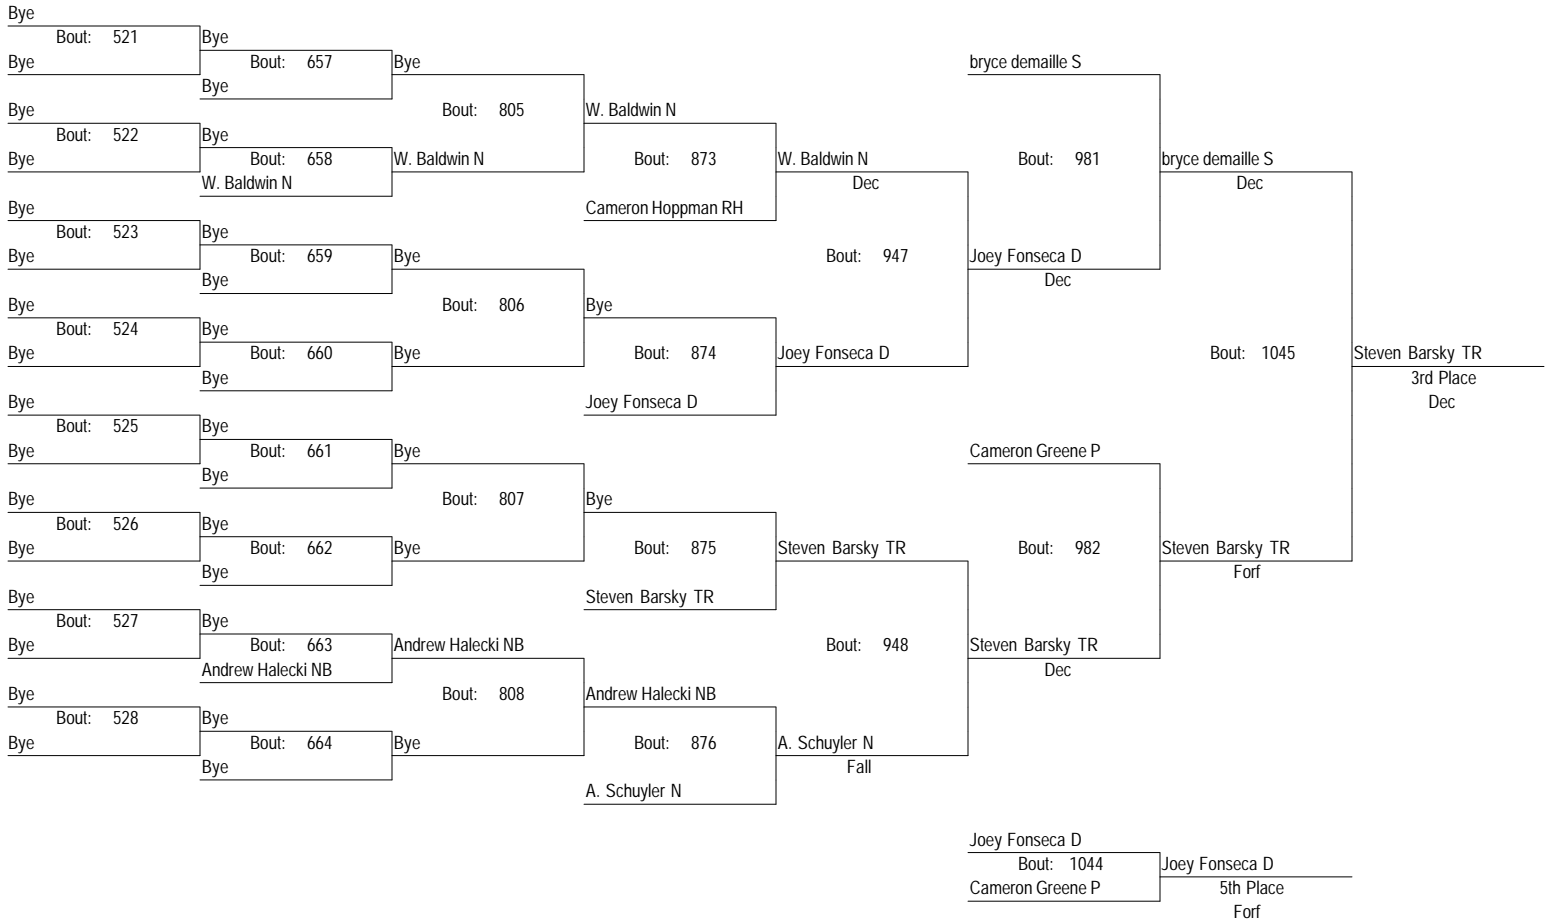 Bye
Bout: 521 Bye
Bye Bout: 657 Bye bryce demaille S
Bye
Bye Bout: 805 W. Baldwin N
Bout: 522 Bye
Bye Bout: 658 W. Baldwin N Bout: 873 W. Baldwin N Bout: 981 bryce demaille S
W. Baldwin N Dec Dec
Bye Cameron Hoppman RH
Bout: 523 Bye
Bye Bout: 659 Bye Bout: 947 Joey Fonseca D
Bye Dec
Bye Bout: 806 Bye
Bout: 524 Bye
Bye Bout: 660 Bye Bout: 874 Joey Fonseca D Bout: 1045 Steven Barsky TR
Bye 3rd Place
Bye Joey Fonseca D Dec
Bout: 525 Bye
Bye Bout: 661 Bye Cameron Greene P
Bye
Bye Bout: 807 Bye
Bout: 526 Bye
Bye Bout: 662 Bye Bout: 875 Steven Barsky TR Bout: 982 Steven Barsky TR
Bye Forf
Bye Steven Barsky TR
Bout: 527 Bye
Bye Bout: 663 Andrew Halecki NB Bout: 948 Steven Barsky TR
Andrew Halecki NB Dec
Bye Bout: 808 Andrew Halecki NB
Bout: 528 Bye
Bye Bout: 664 Bye Bout: 876 A. Schuyler N
Bye Fall
A. Schuyler N
Joey Fonseca D
Bout: 1044 Joey Fonseca D
Cameron Greene P 5th Place
Forf